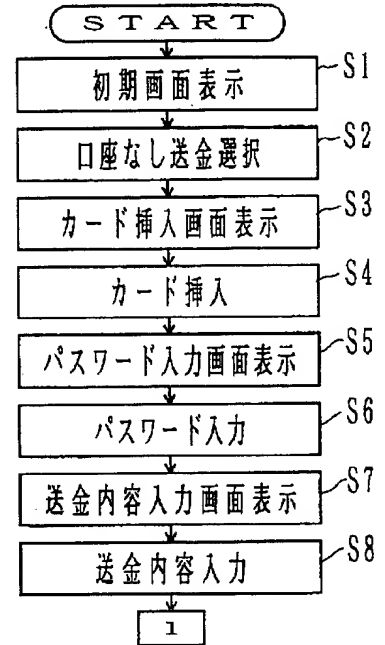 START
初期画面表示 S1
口座なし送金選択 S2
カード挿入画面表示 S3
カード挿入 S4
パスワード入力画面表示 S5
パスワード入力 S6
送金内容入力画面表示 S7
送金内容入力 S8
1